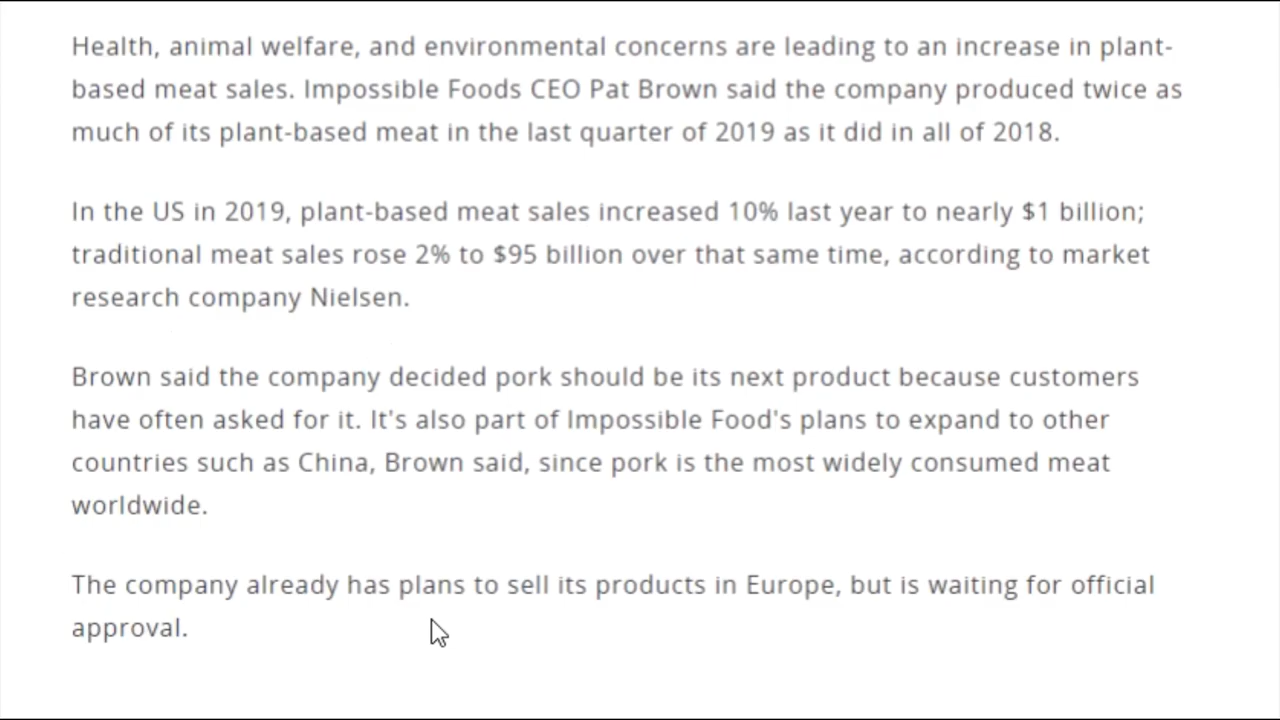 Health, animal welfare, and environmental concerns are leading to an increase in plant-
based meat sales. Impossible Foods CEO Pat Brown said the company produced twice as
much of its plant-based meat in the last quarter of 2019 as it did in all of 2018.
In the US in 2019, plant-based meat sales increased 10% last year to nearly $1 billion;
traditional meat sales rose 2% to $95 billion over that same time, according to market
research company Nielsen.
Brown said the company decided pork should be its next product because customers
have often asked for it. It's also part of Impossible Food's plans to expand to other
countries such as China, Brown said, since pork is the most widely consumed meat
worldwide.
The company already has plans to sell its products in Europe, but is waiting for official
approval.